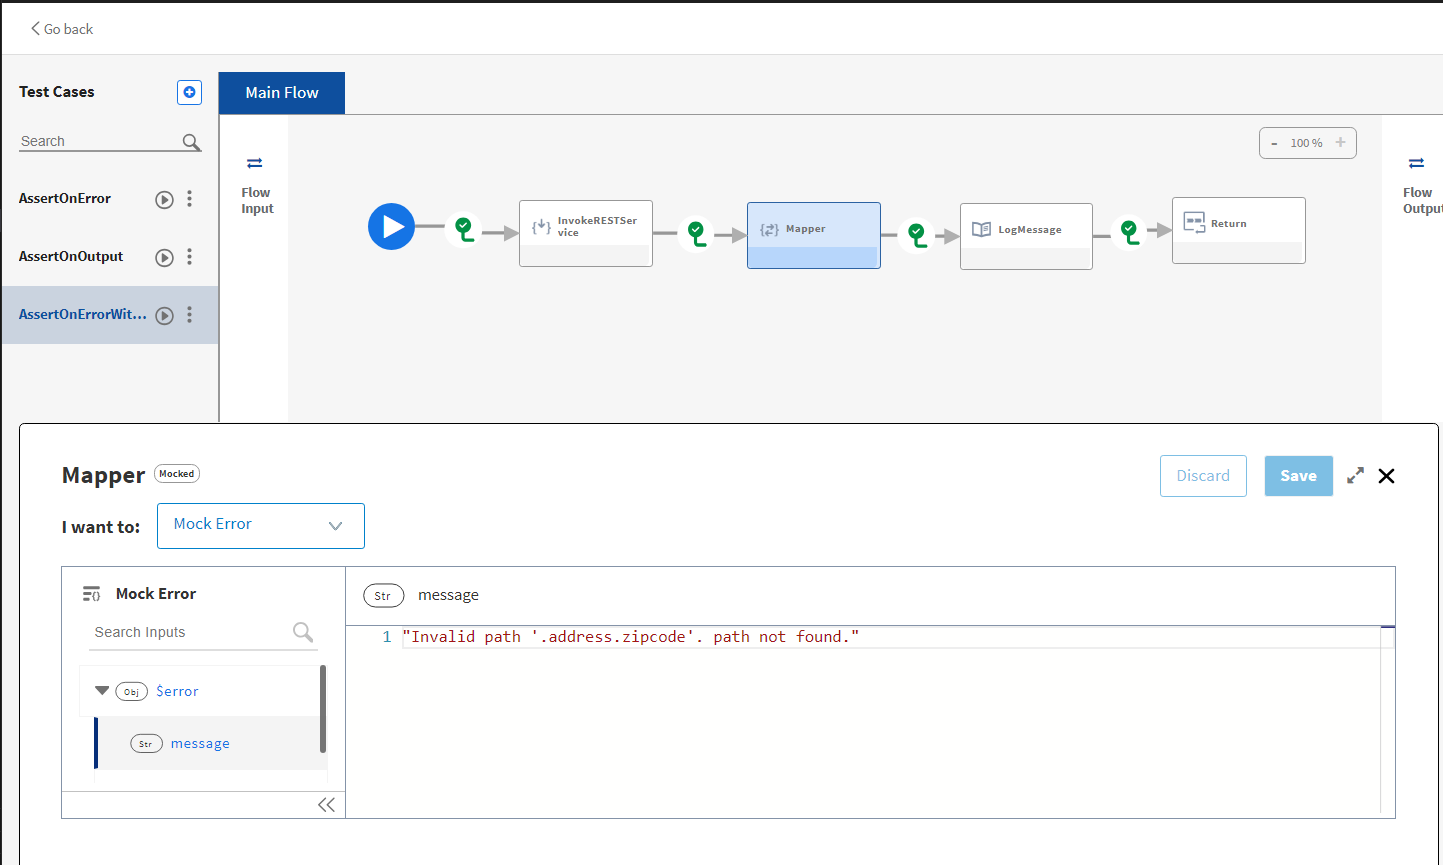 Go back
Test Cases
Main Flow
Search
AssertOnError
AssertOnOutput
AssertOnErrorWit...
Flow
Input
- 100 % +
Flow
Output
InvokeRESTSer
vice
Mapper
LogMessage
Return
Mapper Mocked
Discard Save
I want to: Mock Error
Mock Error
Search Inputs
Obj $error
Str message
Str message
1 "Invalid path '.address.zipcode'. path not found."